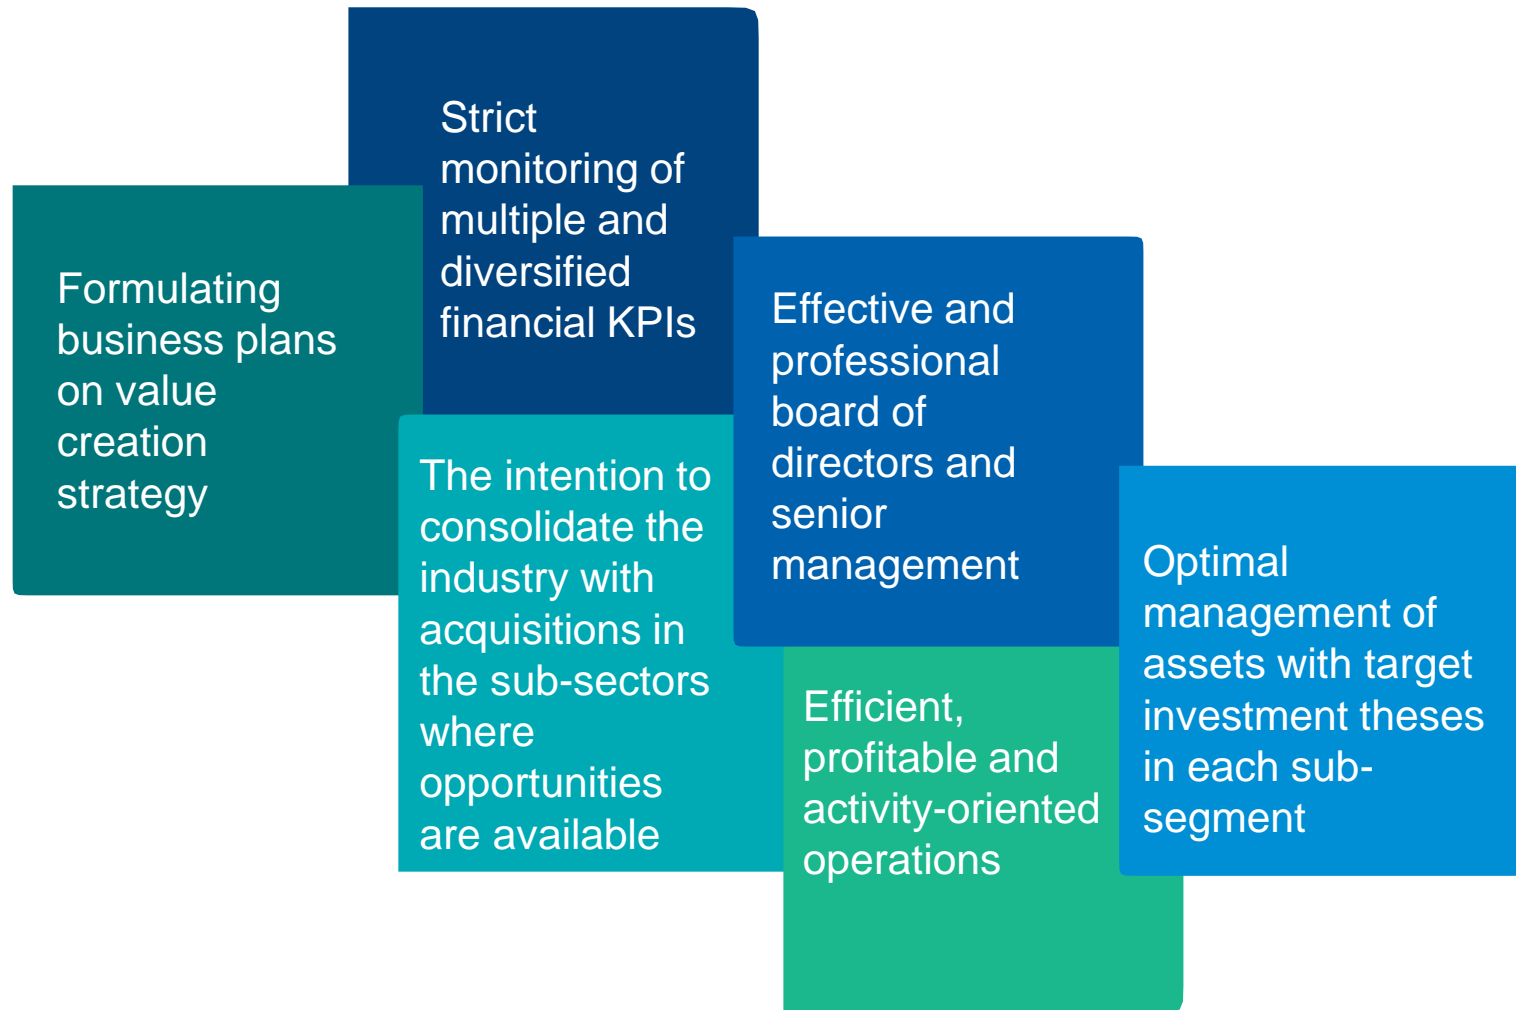 Formulating
business plans
on value
creation
strategy
Strict
monitoring of
multiple and
diversified
financial KPIs
The intention to
consolidate the
industry with
acquisitions in
the sub-sectors
where
opportunities
are available
Effective and
professional
board of
directors and
senior
management
Efficient,
profitable and
activity-oriented
operations
Optimal
management of
assets with target
investment theses
in each sub-
segment